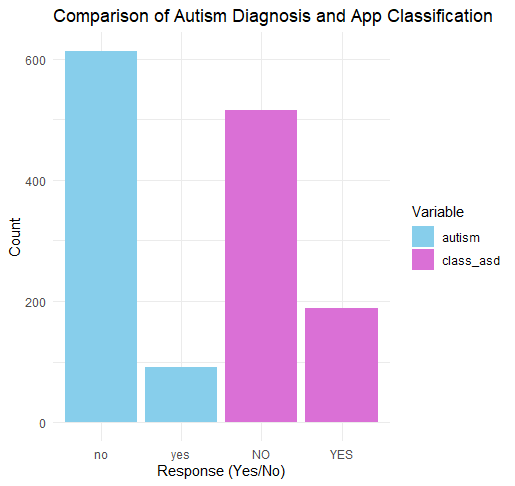 Comparison of Autism Diagnosis and App Classification
600
400
200
0
Count
no yes NO YES
Response (Yes/No)
Variable
autism
class_asd